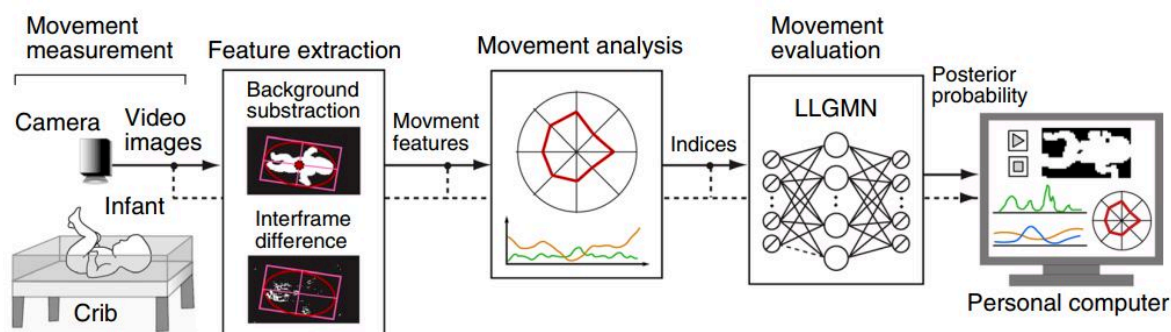 Movement
measurement
Camera
Video
images
Infant
Crib
Feature extraction
Background
substraction
Interframe
difference
Movment
features
Movement analysis
Indices
Movement
evaluation
LLGMN
Posterior
probability
Personal computer